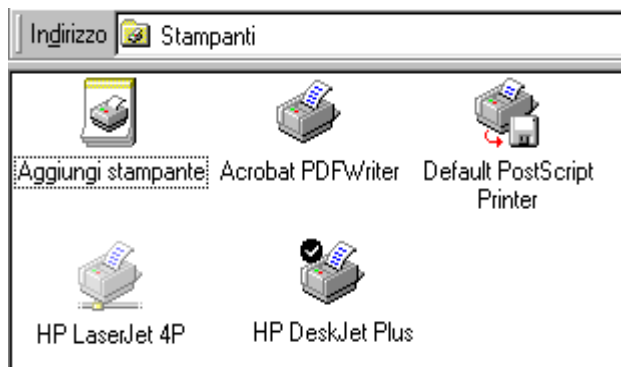 Indirizzo Stampanti
Aggiungi stampante Acrobat PDFWriter Default PostScript
Printer
HP LaserJet 4P HP DeskJet Plus